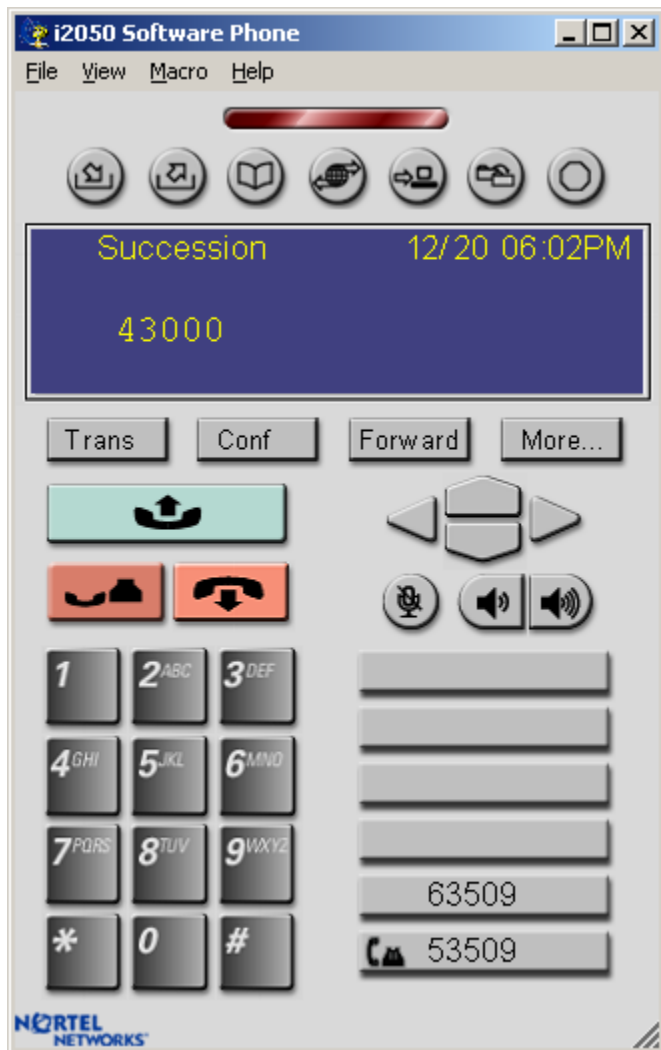 i2050 Software Phone
File View Macro Help
Succession 12/20 06:02PM
43000
Trans Conf Forward More...
1 2ABC 3DEF
4GHI 5JKL 6MNO
7PQRS 8TUV 9WXYZ
63509
* 0 #
53509
NORTEL
NETWORKS